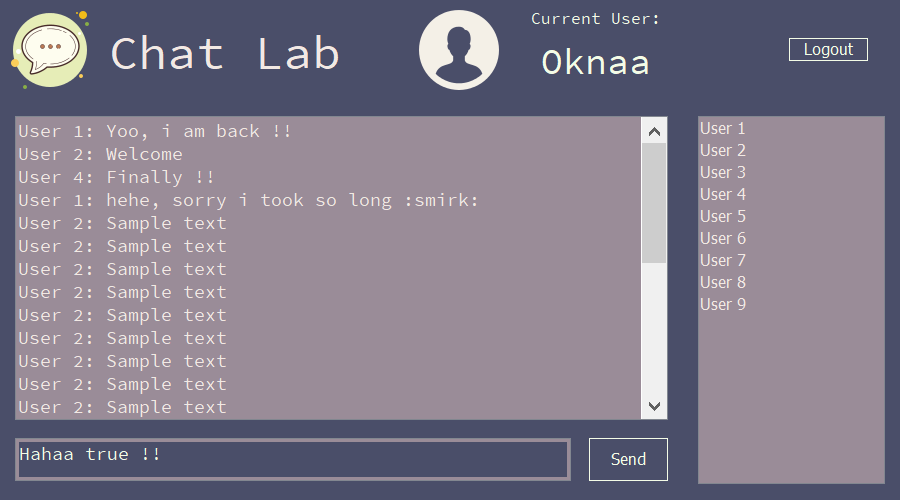 Chat Lab
Current User:
Oknaa
Logout
User 1: Yoo, i am back !!
User 2: Welcome
User 4: Finally !!
User 1: hehe, sorry i took so long :smirk:
User 2: Sample text
User 2: Sample text
User 2: Sample text
User 2: Sample text
User 2: Sample text
User 2: Sample text
User 2: Sample text
User 2: Sample text
User 2: Sample text
Hahaa true !!
Send
User 1
User 2
User 3
User 4
User 5
User 6
User 7
User 8
User 9